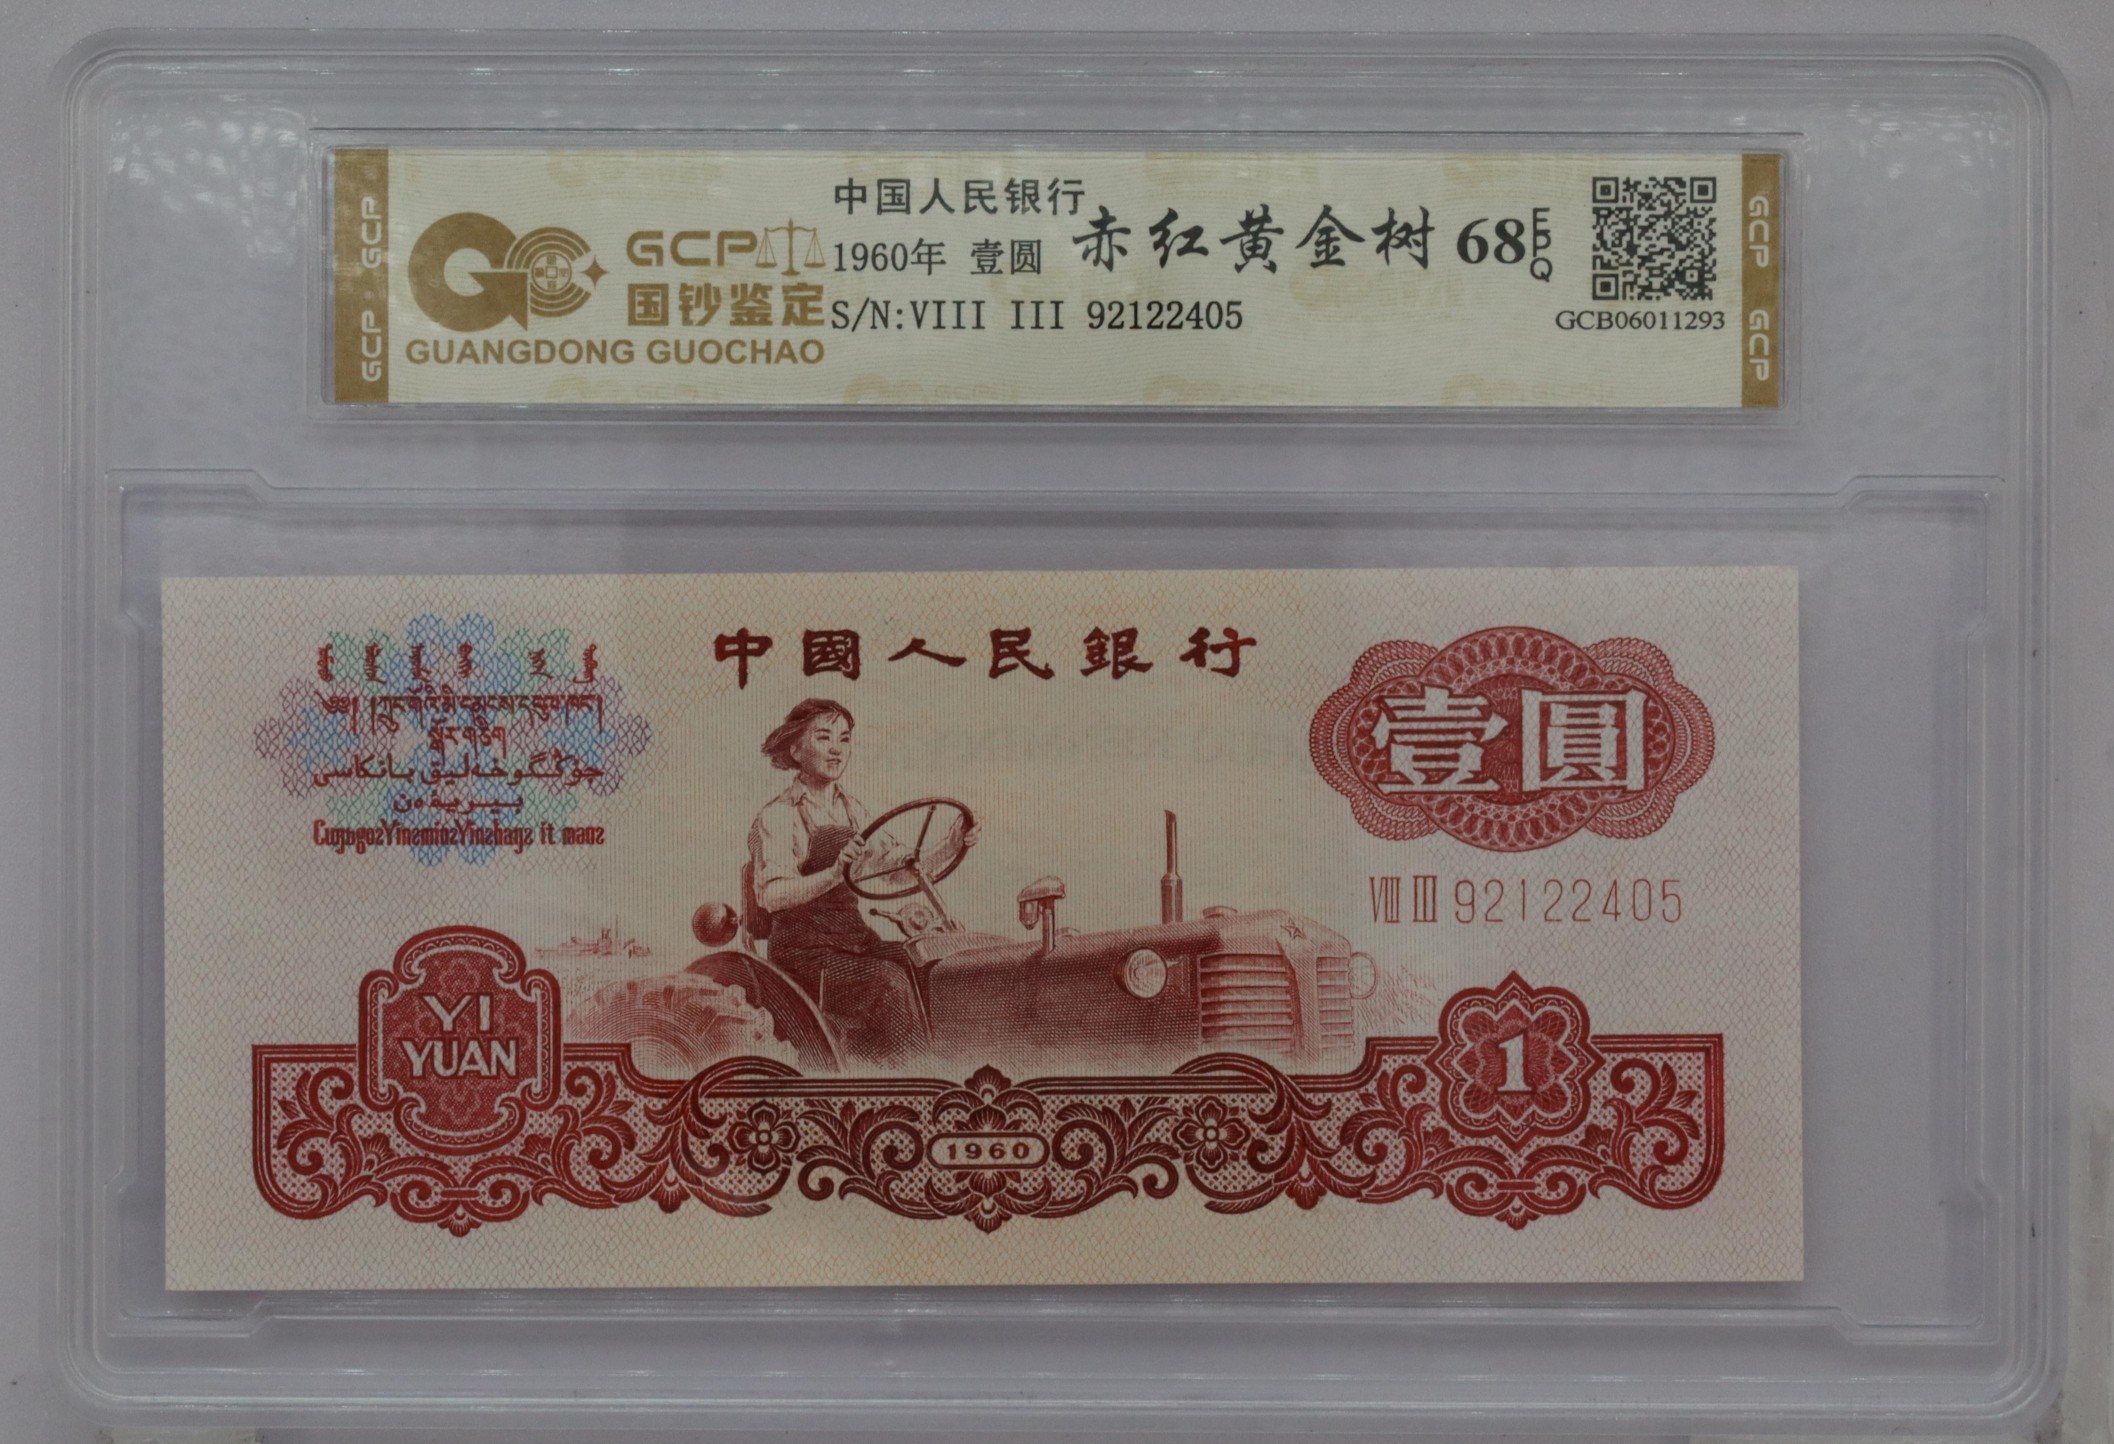 GCP · GCP
GCP
国钞鉴定
GUANGDONG GUOCHAO
中国人民银行
1960年 壹圆
赤红黄金树
68 EPQ
S/N:VIII III 92122405
GCB06011293
GCP GCP
中國人民銀行
壹圓
VIII III 92122405
YI
YUAN
1
1960